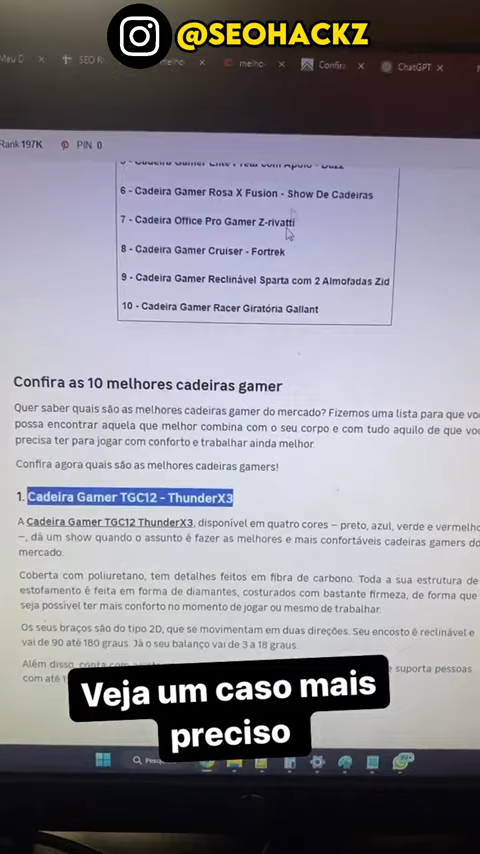 @SEOHACKZ
SEO R
melho
melho
Confir
ChatGPT
Rank 197K
PIN 0
6 - Cadeira Gamer Rosa X Fusion - Show De Cadeiras
7 - Cadeira Office Pro Gamer Z-rivatti
8 - Cadeira Gamer Cruiser - Fortrek
9 - Cadeira Gamer Reclinável Sparta com 2 Almofadas Zid
10 - Cadeira Gamer Racer Giratória Gallant
Confira as 10 melhores cadeiras gamer
Quer saber quais são as melhores cadeiras gamer do mercado? Fizemos uma lista para que vo
possa encontrar aquela que melhor combina com o seu corpo e com tudo aquilo de que vo
precisa ter para jogar com conforto e trabalhar ainda melhor.
Confira agora quais são as melhores cadeiras gamers!
1. Cadeira Gamer TGC12 - ThunderX3
A Cadeira Gamer TGC12 ThunderX3, disponível em quatro cores – preto, azul, verde e vermelho
–, dá um show quando o assunto é fazer as melhores e mais confortáveis cadeiras gamers do
mercado.
Coberta com poliuretano, tem detalhes feitos em fibra de carbono. Toda a sua estrutura de
estofamento é feita em forma de diamantes, costurados com bastante firmeza, de forma que
seja possível ter mais conforto no momento de jogar ou mesmo de trabalhar.
Os seus braços são do tipo 2D, que se movimentam em duas direções. Seu encosto é reclinável e
vai de 90 até 180 graus. Já o seu balanço vai de 3 a 18 graus.
Além disso, conta com
suporta pessoas
com até
Veja um caso mais
preciso
Pesq